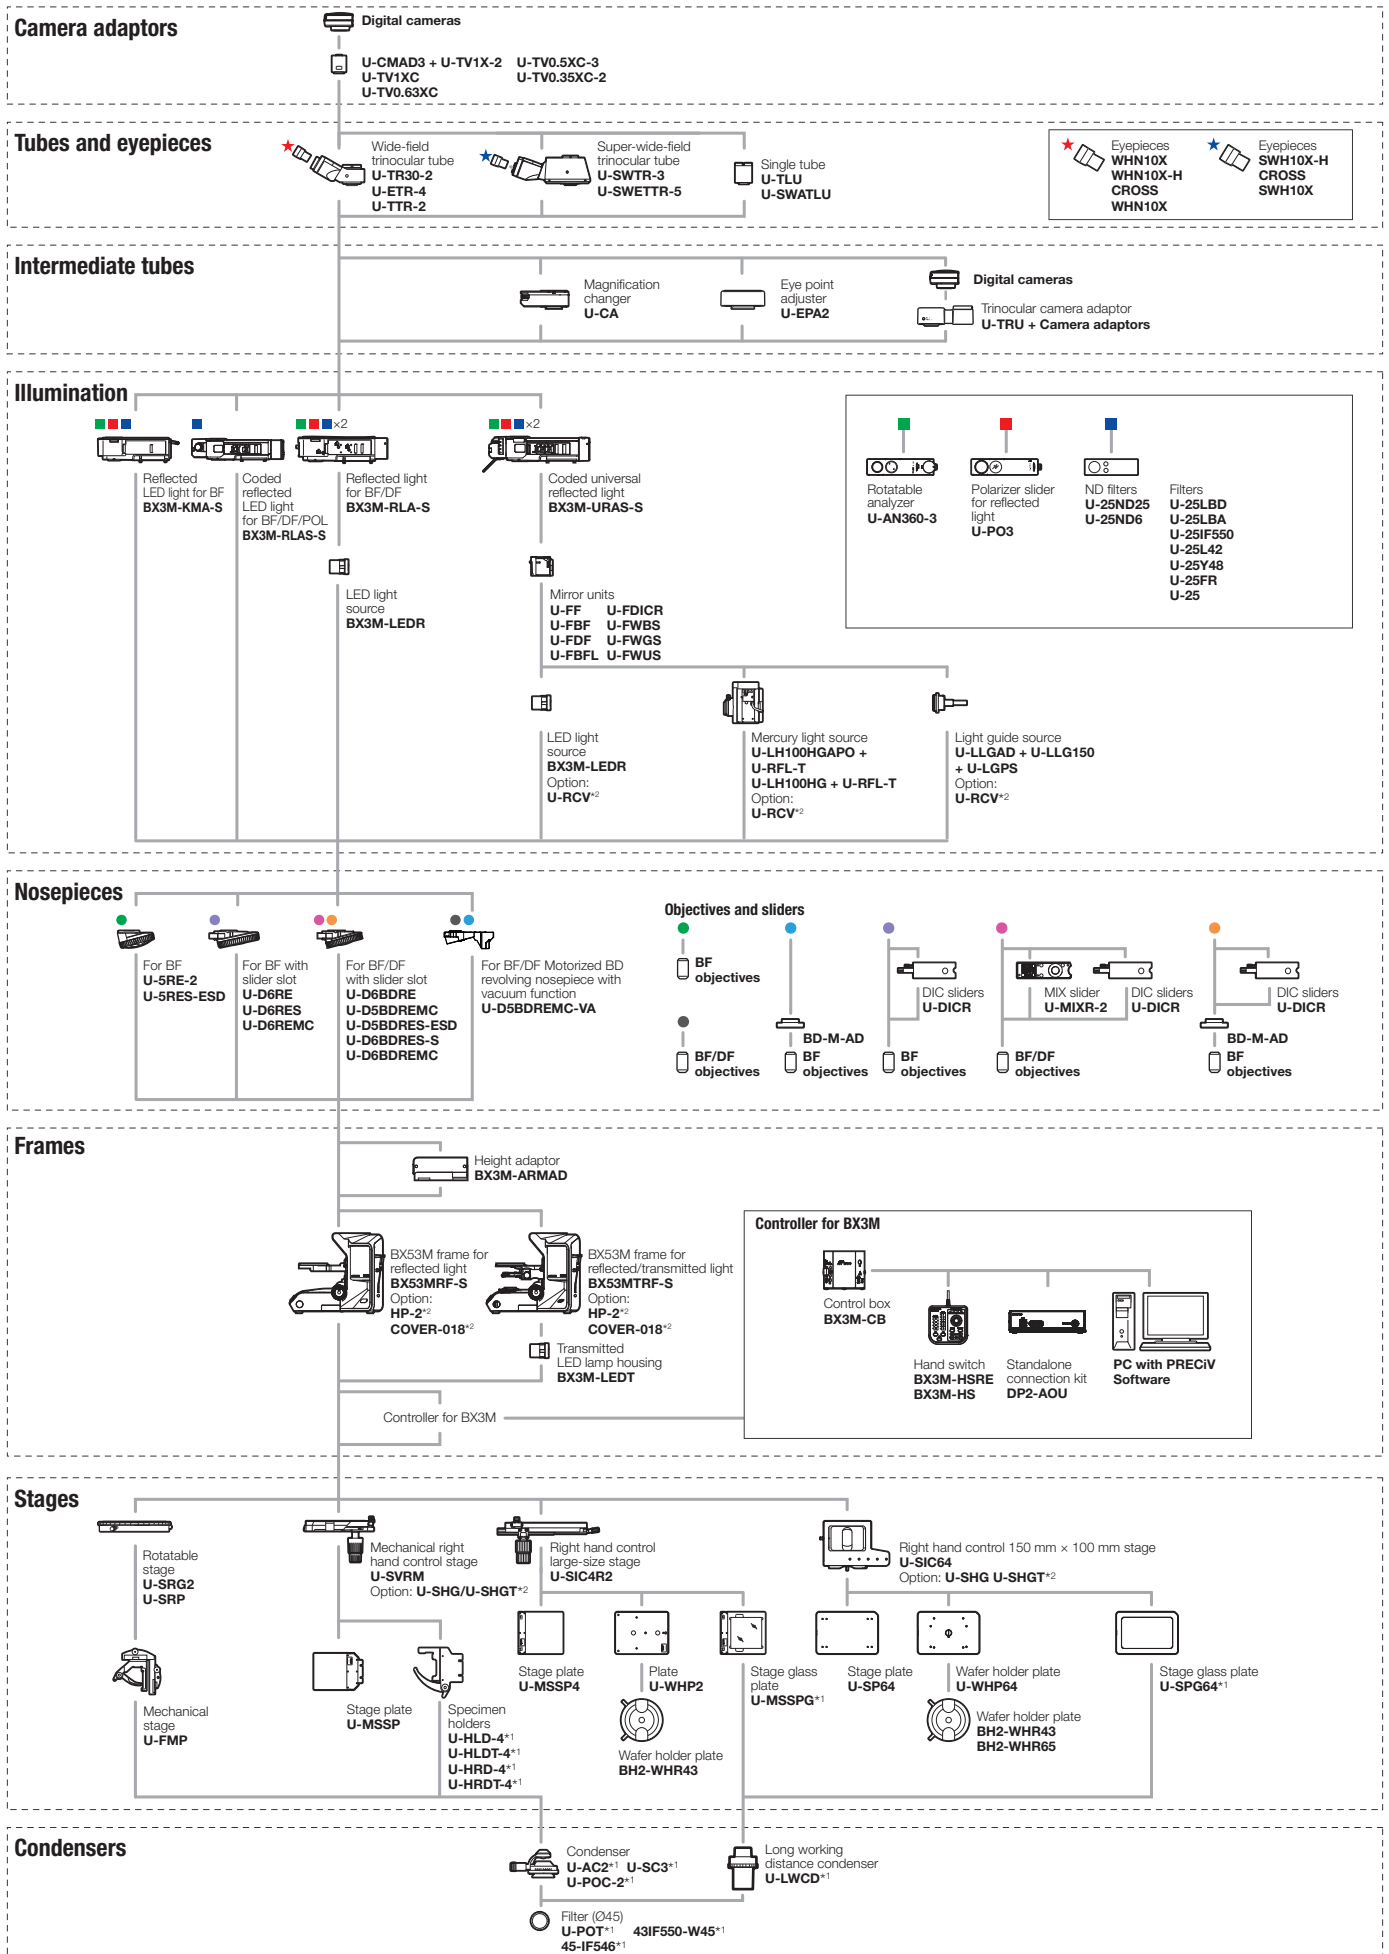 Camera adaptors
Digital cameras
U-CMAD3 + U-TV1X-2
U-TV1XC
U-TV0.63XC
U-TV0.5XC-3
U-TV0.35XC-2
Tubes and eyepieces
Wide-field
trinocular tube
U-TR30-2
U-ETR-4
U-TTR-2
Super-wide-field
trinocular tube
U-SWTR-3
U-SWETTR-5
Single tube
U-TLU
U-SWATLU
Eyepieces
WHN10X
WHN10X-H
CROSS
WHN10X
Eyepieces
SWH10X-H
CROSS
SWH10X
Intermediate tubes
Magnification
changer
U-CA
Eye point
adjuster
U-EPA2
Digital cameras
Trinocular camera adaptor
U-TRU + Camera adaptors
Illumination
×2
×2
Reflected
LED light for BF
BX3M-KMA-S
Coded
reflected
LED light
for BF/DF/POL
BX3M-RLAS-S
Reflected light
for BF/DF
BX3M-RLA-S
Coded universal
reflected light
BX3M-URAS-S
Rotatable
analyzer
U-AN360-3
Polarizer slider
for reflected
light
U-PO3
ND filters
U-25ND25
U-25ND6
Filters
U-25LBD
U-25LBA
U-25IF550
U-25L42
U-25Y48
U-25FR
U-25
LED light
source
BX3M-LEDR
Mirror units
U-FF U-FDICR
U-FBF U-FWBS
U-FDF U-FWGS
U-FBFL U-FWUS
LED light
source
BX3M-LEDR
Option:
U-RCV*2
Mercury light source
U-LH100HGAPO +
U-RFL-T
U-LH100HG + U-RFL-T
Option:
U-RCV*2
Light guide source
U-LLGAD + U-LLG150
+ U-LGPS
Option:
U-RCV*2
Nosepieces
For BF
U-5RE-2
U-5RES-ESD
For BF with
slider slot
U-D6RE
U-D6RES
U-D6REMC
For BF/DF
with slider slot
U-D6BDRE
U-D5BDREMC
U-D5BDRES-ESD
U-D6BDRES-S
U-D6BDREMC
For BF/DF Motorized BD
revolving nosepiece with
vacuum function
U-D5BDREMC-VA
Objectives and sliders
BF
objectives
BF/DF
objectives
BD-M-AD
BF
objectives
DIC sliders
U-DICR
BF
objectives
MIX slider
U-MIXR-2
DIC sliders
U-DICR
BF/DF
objectives
DIC sliders
U-DICR
BD-M-AD
BF
objectives
Frames
Height adaptor
BX3M-ARMAD
BX53M frame for
reflected light
BX53MRF-S
Option:
HP-2*2
COVER-018*2
BX53M frame for
reflected/transmitted light
BX53MTRF-S
Option:
HP-2*2
COVER-018*2
Transmitted
LED lamp housing
BX3M-LEDT
Controller for BX3M
Controller for BX3M
Control box
BX3M-CB
Hand switch
BX3M-HSRE
BX3M-HS
Standalone
connection kit
DP2-AOU
PC with PRECiV
Software
Stages
Rotatable
stage
U-SRG2
U-SRP
Mechanical
stage
U-FMP
Mechanical right
hand control stage
U-SVRM
Option: U-SHG/U-SHGT*2
Stage plate
U-MSSP
Specimen
holders
U-HLD-4*1
U-HLDT-4*1
U-HRD-4*1
U-HRDT-4*1
Right hand control
large-size stage
U-SIC4R2
Stage plate
U-MSSP4
Plate
U-WHP2
Wafer holder plate
BH2-WHR43
Stage glass
plate
U-MSSPG*1
Right hand control 150 mm × 100 mm stage
U-SIC64
Option: U-SHG U-SHGT*2
Stage plate
U-SP64
Wafer holder plate
U-WHP64
Wafer holder plate
BH2-WHR43
BH2-WHR65
Stage glass plate
U-SPG64*1
Condensers
Condenser
U-AC2*1 U-SC3*1
U-POC-2*1
Long working
distance condenser
U-LWCD*1
Filter (Ø45)
U-POT*1 43IF550-W45*1
45-IF546*1